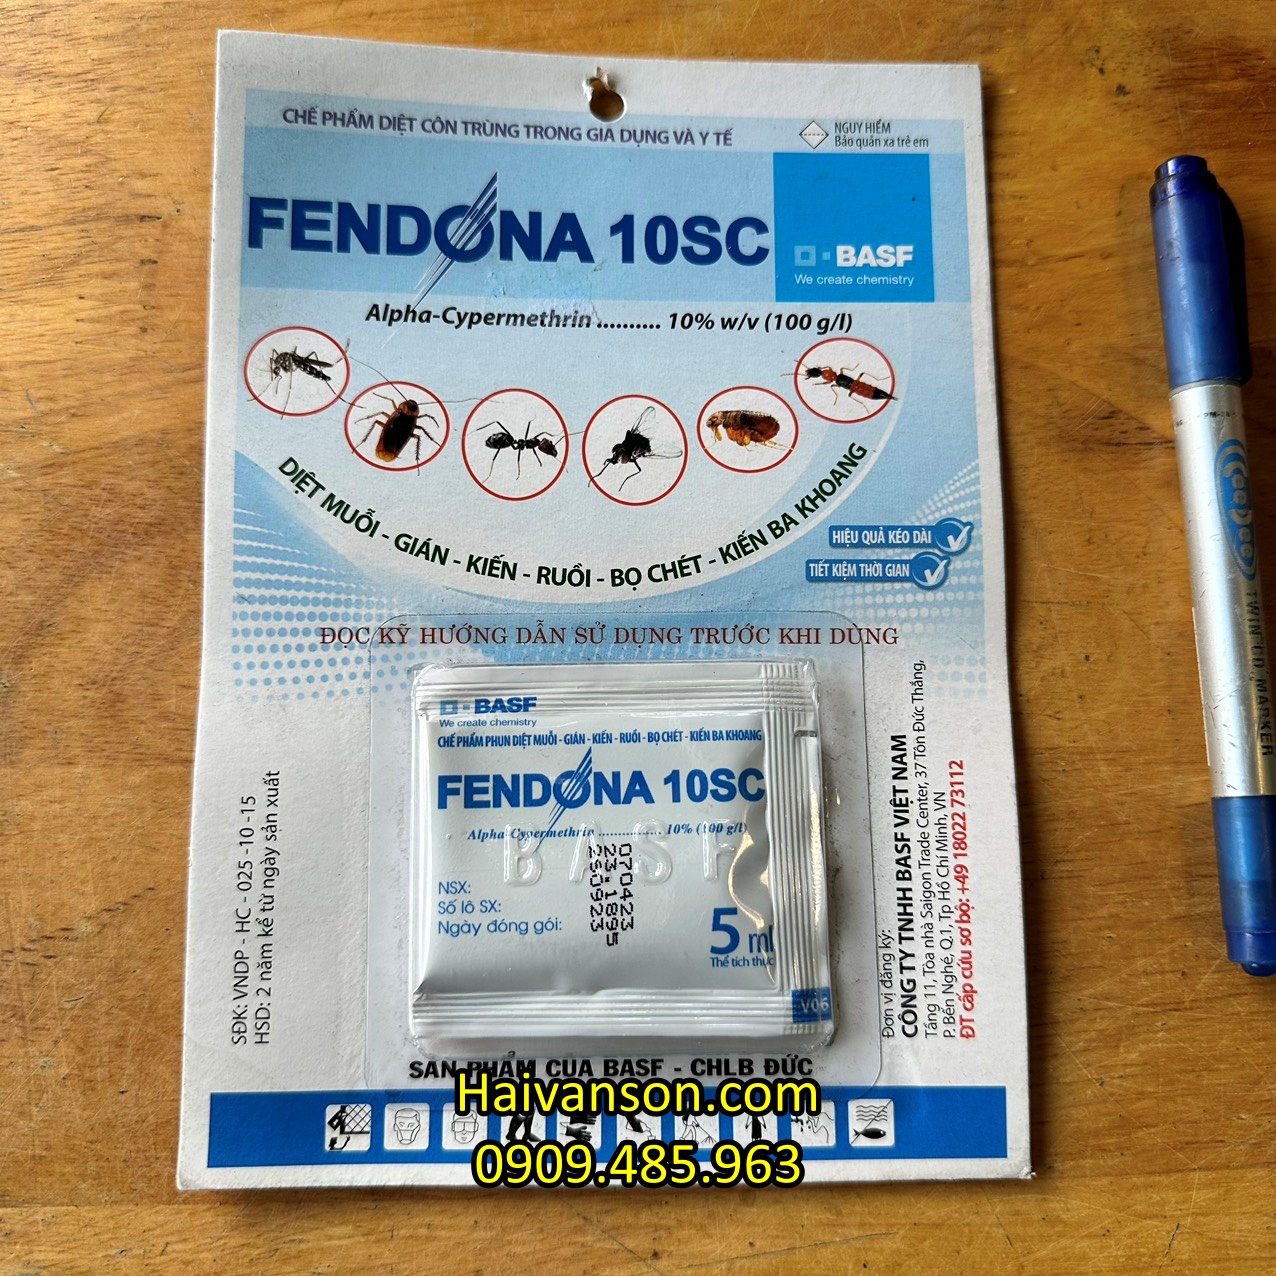 CHẾ PHẨM DIỆT CÔN TRÙNG TRONG GIA DỤNG VÀ Y TẾ
NGUY HIỂM
Bảo quản xa trẻ em
FENDONA 10SC
BASF
We create chemistry
Alpha-Cypermethrin .......... 10% w/v (100 g/l)
DIỆT MUỖI - GIÁN - KIẾN - RUỒI - BỌ CHÉT - KIẾN BA KHOANG
HIỆU QUẢ KÉO DÀI
TIẾT KIỆM THỜI GIAN
ĐỌC KỸ HƯỚNG DẪN SỬ DỤNG TRƯỚC KHI DÙNG
BASF
We create chemistry
CHẾ PHẨM PHUN DIỆT MUỖI - GIÁN - KIẾN - RUỒI - BỌ CHÉT - KIẾN BA KHOANG
FENDONA 10SC
Alpha-Cypermethrin ................ 10% (100 g/l)
BASF
NSX:
Số lô SX:
Ngày đóng gói:
070423
23.1895
260923
5 ml
Thể tích thực
V06
SĐK: VNDP - HC - 025 -10 -15
HSD: 2 năm kể từ ngày sản xuất
Đơn vị đăng ký:
CÔNG TY TNHH BASF VIỆT NAM
Tầng 11, Tòa nhà Saigon Trade Center, 37 Tôn Đức Thắng,
P. Bến Nghé, Q.1, Tp Hồ Chí Minh, VN
ĐT cấp cứu sơ bộ: +49 18022 73112
SẢN PHẨM CỦA BASF - CHLB ĐỨC
Haivanson.com
0909.485.963
TWIN CD MARKER